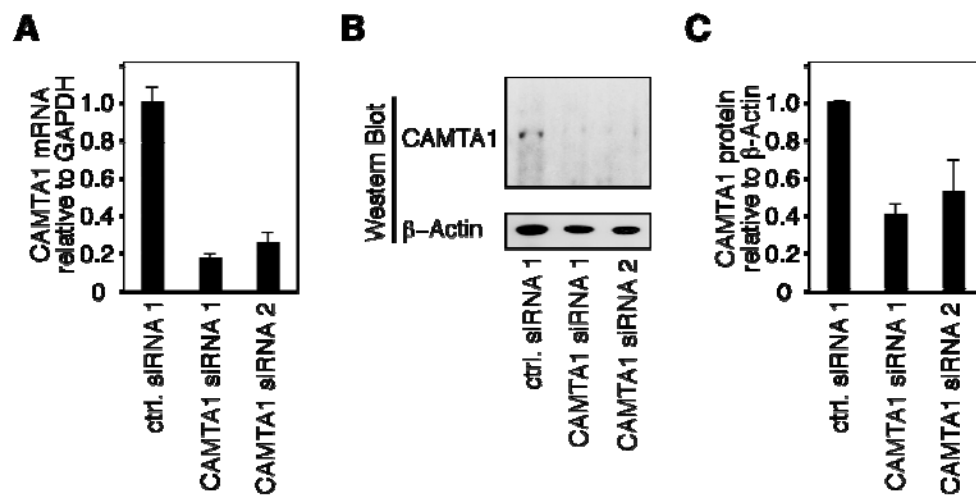 A
CAMTA1 mRNA
relative to GAPDH
1.0
0.8
0.6
0.4
0.2
0
ctrl. siRNA 1
CAMTA1 siRNA 1
CAMTA1 siRNA 2
B
Western Blot
CAMTA1
β–Actin
ctrl. siRNA 1
CAMTA1 siRNA 1
CAMTA1 siRNA 2
C
CAMTA1 protein
relative to β-Actin
1.0
0.8
0.6
0.4
0.2
0
ctrl. siRNA 1
CAMTA1 siRNA 1
CAMTA1 siRNA 2